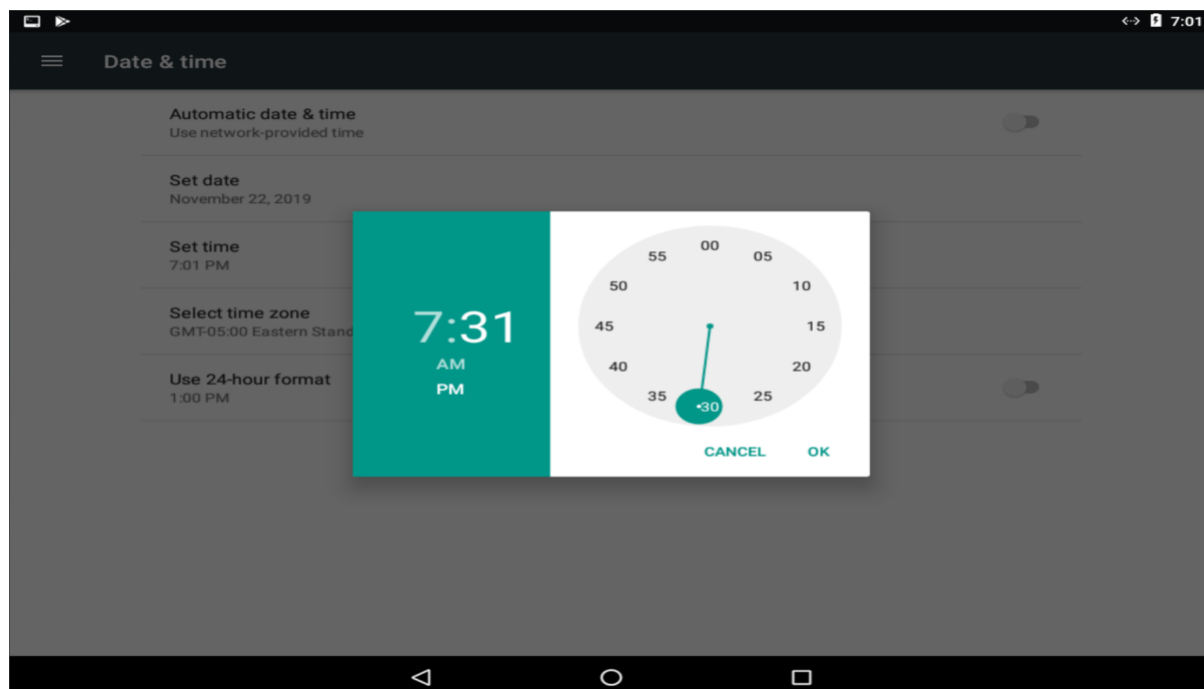 7:01
Date & time
Automatic date & time
Use network-provided time
Set date
November 22, 2019
Set time
7:01 PM
Select time zone
GMT-05:00 Eastern Stand
Use 24-hour format
1:00 PM
7:31
AM
PM
00
05
10
15
20
25
30
35
40
45
50
55
CANCEL OK